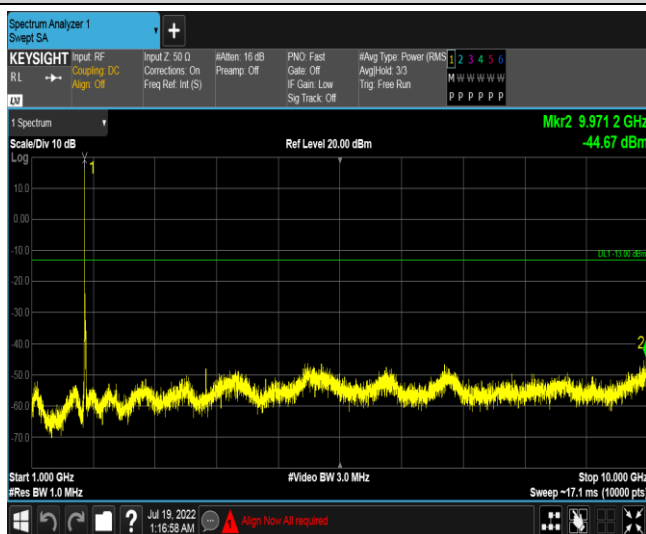 Spectrum Analyzer 1
Swept SA
+
KEYSIGHT
RL
LXI
Input: RF
Coupling: DC
Align: Off
Input Z: 50 Ω
Corrections: On
Freq Ref: Int (S)
#Atten: 16 dB
Preamp: Off
PNO: Fast
Gate: Off
IF Gain: Low
Sig Track: Off
#Avg Type: Power (RMS
Avg|Hold: 3/3
Trig: Free Run
1 2 3 4 5 6
M W W W W W
P P P P P P
1 Spectrum
Mkr2 9.971 2 GHz
Scale/Div 10 dB
Ref Level 20.00 dBm
-44.67 dBm
Log
1
10.0
0.00
-10.0
DL1 -13.00 dBm
-20.0
-30.0
-40.0
2
-50.0
-60.0
-70.0
Start 1.000 GHz
#Video BW 3.0 MHz
Stop 10.000 GHz
#Res BW 1.0 MHz
Sweep ~17.1 ms (10000 pts)
?
Jul 19, 2022
1:16:58 AM
Align Now All required